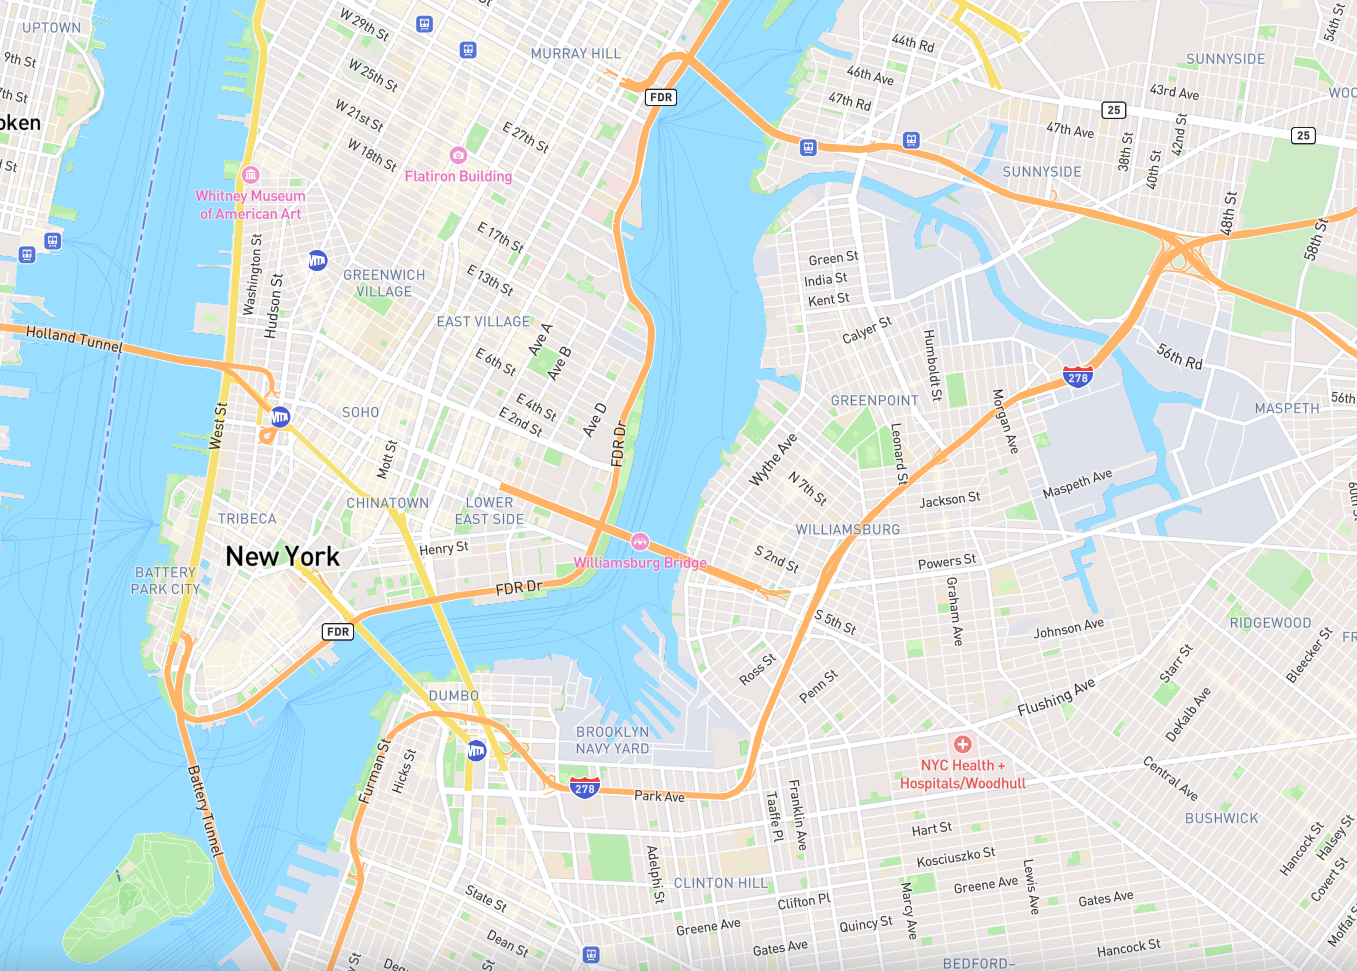 UPTOWN
W 29th St
MURRAY HILL
44th Rd
54th St
SUNNYSIDE
9th St
W 25th St
46th Ave
43rd Ave
WOO
7th St
FDR
47th Rd
25
oken
W 21st St
E 27th St
47th Ave
42nd St
25
W 18th St
38th St
d St
Flatiron Building
SUNNYSIDE
40th St
Whitney Museum
of American Art
48th St
E 17th St
58th St
Washington St
Green St
GREENWICH
VILLAGE
E 13th St
India St
Hudson St
Kent St
MTA
Holland Tunnel
EAST VILLAGE
Ave A
Calyer St
E 6th St
Ave B
Humboldt St
56th Rd
278
GREENPOINT
56th
MASPETH
SOHO
E 4th St
E 2nd St
Ave D
West St
MTA
Morgan Ave
Leonard St
FDR Dr
Wythe Ave
Mott St
N 7th St
Maspeth Ave
60th
Jackson St
CHINATOWN
LOWER
EAST SIDE
TRIBECA
WILLIAMSBURG
New York
Henry St
Williamsburg Bridge
S 2nd St
Powers St
BATTERY
PARK CITY
FDR Dr
Graham Ave
S 5th St
Johnson Ave
RIDGEWOOD
FDR
FR
Bleecker St
Starr St
Ross St
Penn St
DUMBO
Flushing Ave
DeKalb Ave
BROOKLYN
NAVY YARD
MTA
NYC Health +
Hospitals/Woodhull
Furman St
Hicks St
Central Ave
278
Park Ave
Battery Tunnel
Taaffe Pl
Franklin Ave
BUSHWICK
Hart St
Hancock St
Halsey St
Kosciuszko St
Adelphi St
CLINTON HILL
Greene Ave
Lewis Ave
Covert St
State St
Clifton Pl
Marcy Ave
Gates Ave
Greene Ave
Quincy St
Moffat S
Dean St
Gates Ave
Hancock St
Deg
y St
BEDFORD–